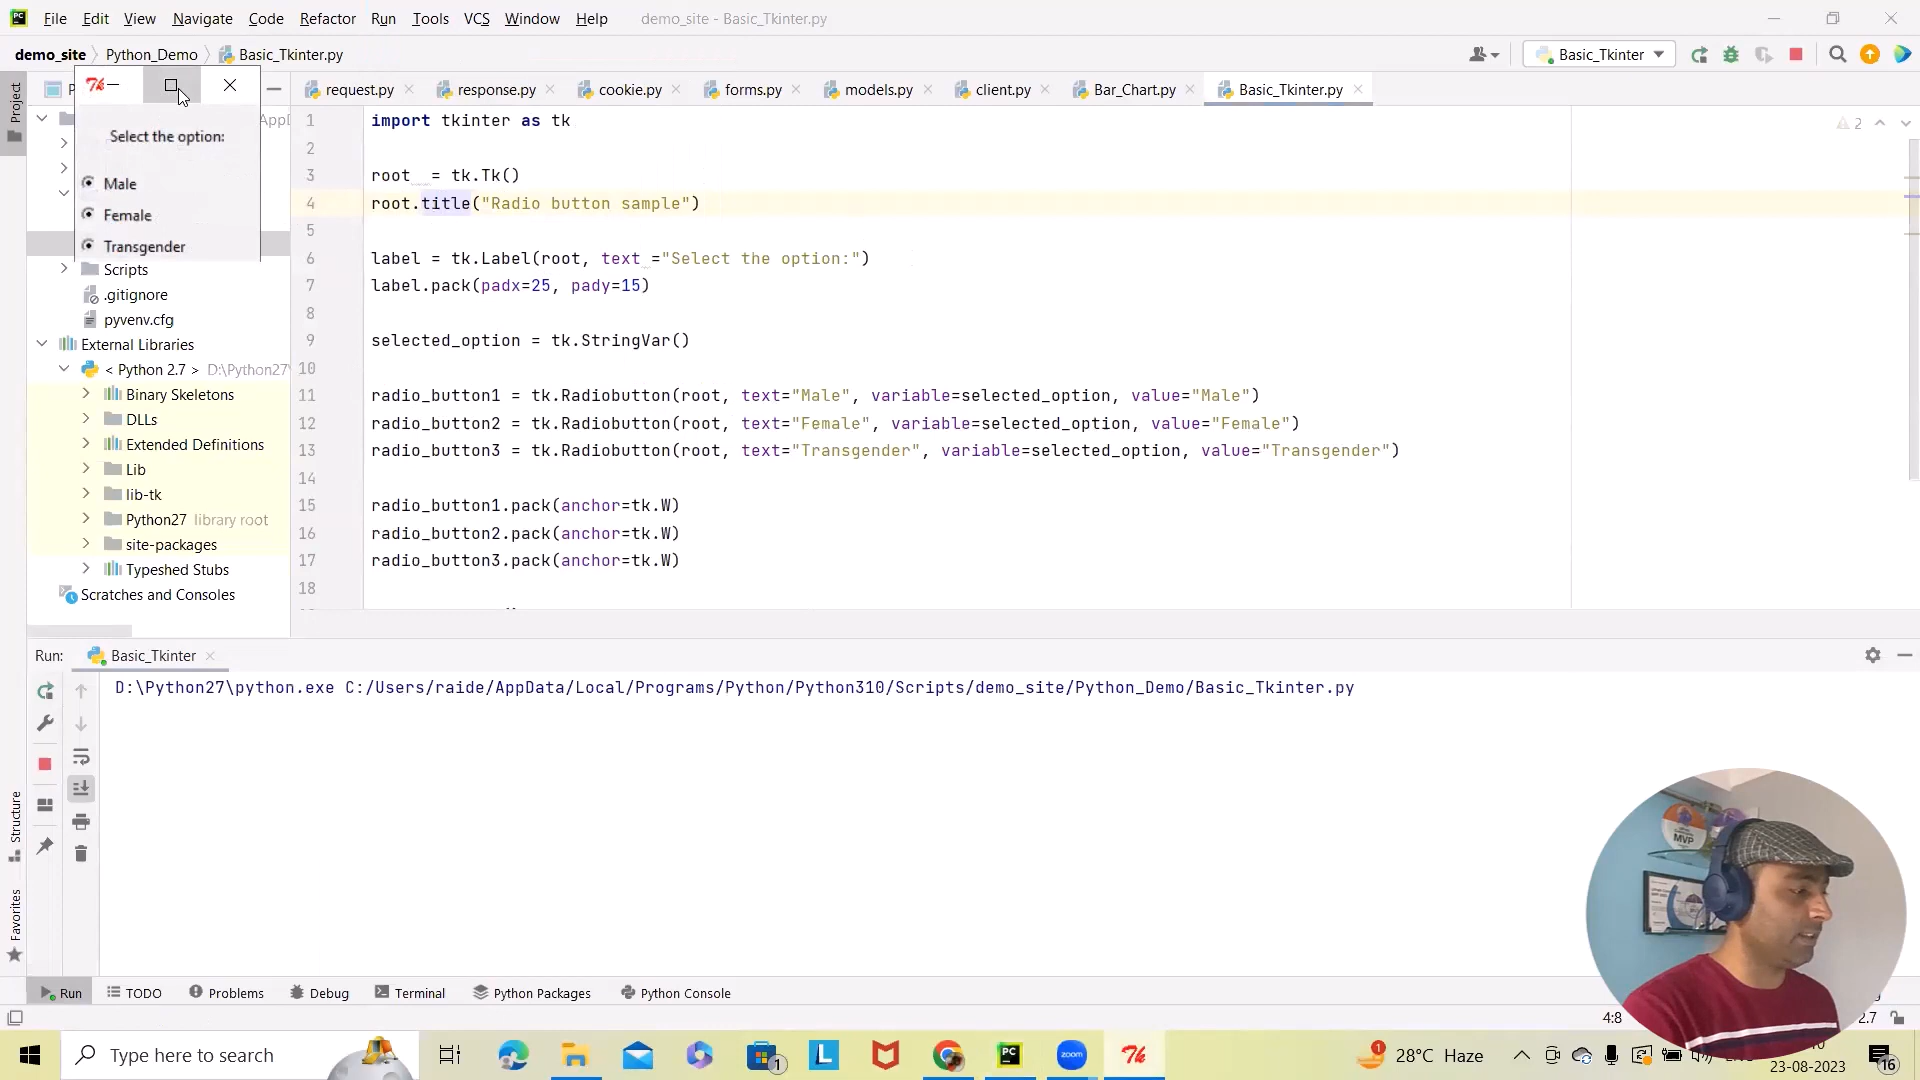 File Edit View Navigate Code Refactor Run Tools VCS Window Help demo_site - Basic_Tkinter.py
demo_site Python_Demo Basic_Tkinter.py
Basic_Tkinter
request.py response.py cookie.py forms.py models.py client.py Bar_Chart.py Basic_Tkinter.py
Project
Select the option:
Male
Female
Transgender
Scripts
.gitignore
pyvenv.cfg
External Libraries
< Python 2.7 > D:\Python27\
Binary Skeletons
DLLs
Extended Definitions
Lib
lib-tk
Python27 library root
site-packages
Typeshed Stubs
Scratches and Consoles
2
1 import tkinter as tk
2
3 root = tk.Tk()
4 root.title("Radio button sample")
5
6 label = tk.Label(root, text ="Select the option:")
7 label.pack(padx=25, pady=15)
8
9 selected_option = tk.StringVar()
10
11 radio_button1 = tk.Radiobutton(root, text="Male", variable=selected_option, value="Male")
12 radio_button2 = tk.Radiobutton(root, text="Female", variable=selected_option, value="Female")
13 radio_button3 = tk.Radiobutton(root, text="Transgender", variable=selected_option, value="Transgender")
14
15 radio_button1.pack(anchor=tk.W)
16 radio_button2.pack(anchor=tk.W)
17 radio_button3.pack(anchor=tk.W)
18
Run: Basic_Tkinter
D:\Python27\python.exe C:/Users/raide/AppData/Local/Programs/Python/Python310/Scripts/demo_site/Python_Demo/Basic_Tkinter.py
Structure
Favorites
MVP
Run TODO Problems Debug Terminal Python Packages Python Console
4:8
2.7
Type here to search
zoom
28°C Haze
23-08-2023
16